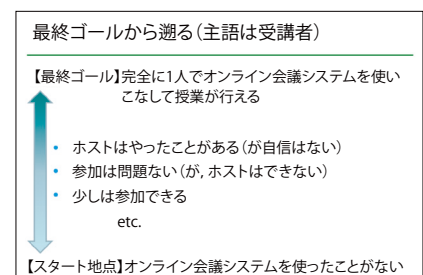 最終ゴールから遡る（主語は受講者）
【最終ゴール】完全に1人でオンライン会議システムを使い
こなして授業が行える
• ホストはやったことがある（が自信はない）
• 参加は問題ない（が, ホストはできない）
• 少しは参加できる
etc.
【スタート地点】オンライン会議システムを使ったことがない